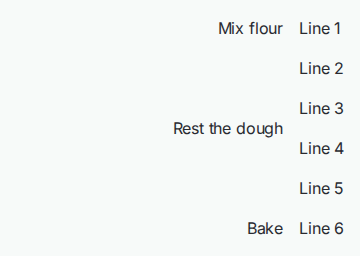 Mix flour Line 1
Line 2
Line 3
Rest the dough
Line 4
Line 5
Bake Line 6